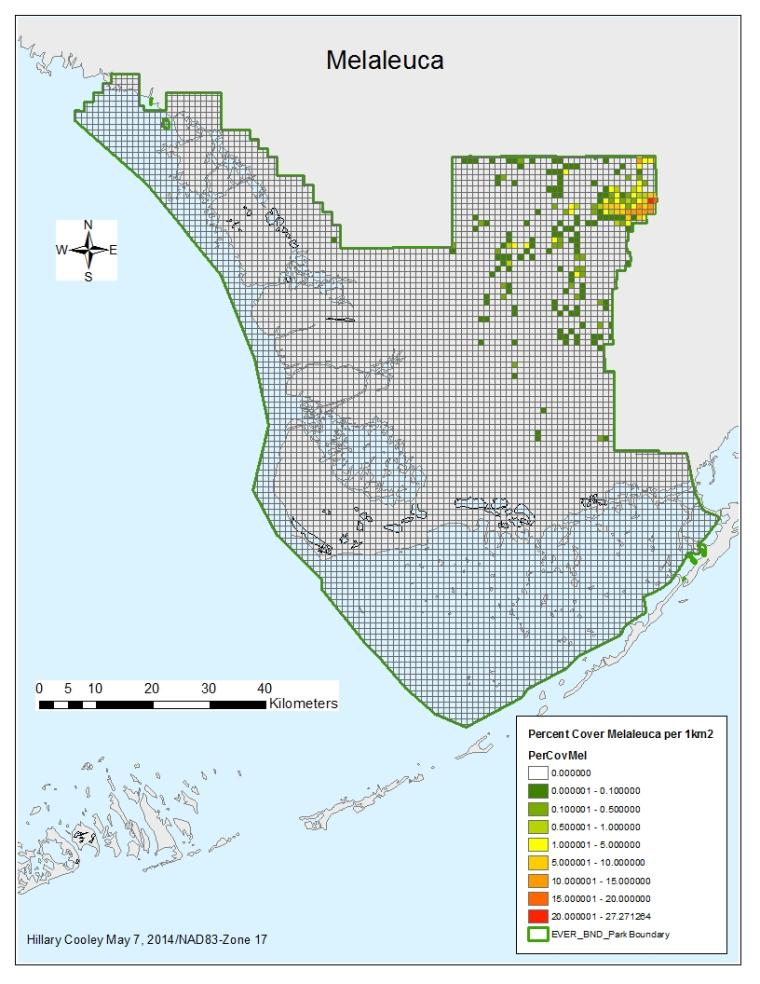 Melaleuca
N
W E
S
0 5 10 20 30 40
Kilometers
Percent Cover Melaleuca per 1km2
PerCovMel
0.000000
0.000001 - 0.100000
0.100001 - 0.500000
0.500001 - 1.000000
1.000001 - 5.000000
5.000001 - 10.000000
10.000001 - 15.000000
15.000001 - 20.000000
20.000001 - 27.271264
EVER_BND_Park Boundary
Hillary Cooley May 7, 2014/NAD83-Zone 17